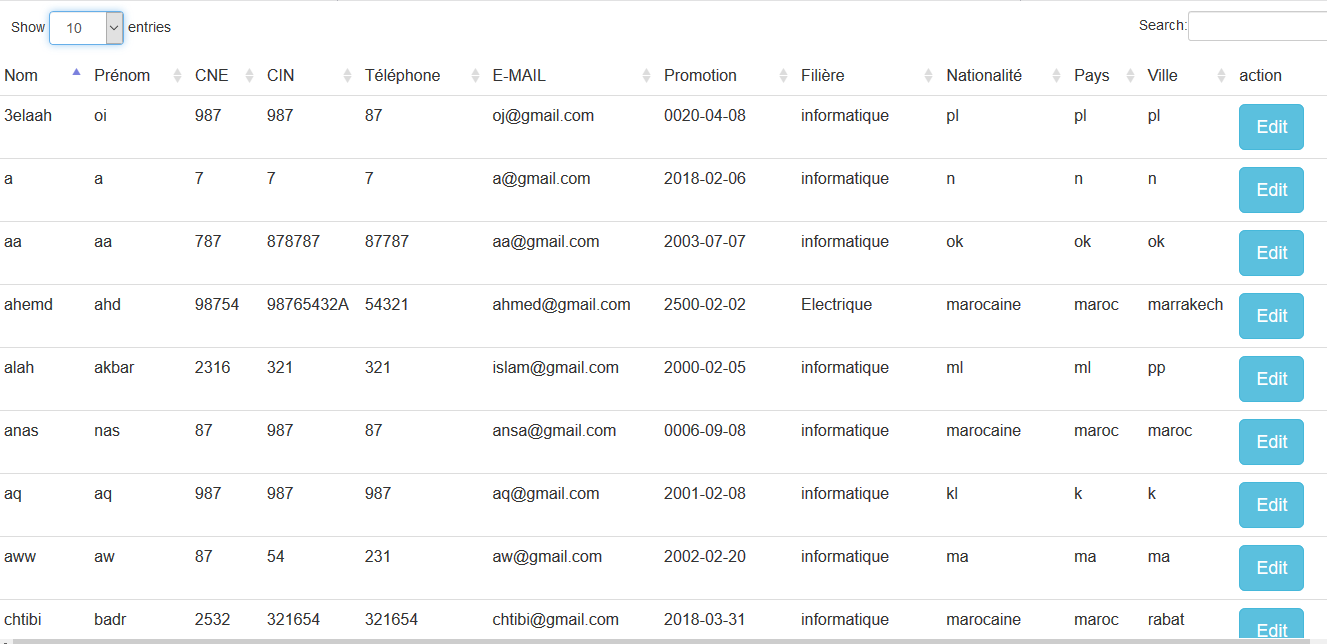 Show 10 entries Search:
Nom Prénom CNE CIN Téléphone E-MAIL Promotion Filière Nationalité Pays Ville action
3elaah oi 987 987 87 oj@gmail.com 0020-04-08 informatique pl pl pl Edit
a a 7 7 7 a@gmail.com 2018-02-06 informatique n n n Edit
aa aa 787 878787 87787 aa@gmail.com 2003-07-07 informatique ok ok ok Edit
ahemd ahd 98754 98765432A 54321 ahmed@gmail.com 2500-02-02 Electrique marocaine maroc marrakech Edit
alah akbar 2316 321 321 islam@gmail.com 2000-02-05 informatique ml ml pp Edit
anas nas 87 987 87 ansa@gmail.com 0006-09-08 informatique marocaine maroc maroc Edit
aq aq 987 987 987 aq@gmail.com 2001-02-08 informatique kl k k Edit
aww aw 87 54 231 aw@gmail.com 2002-02-20 informatique ma ma ma Edit
chtibi badr 2532 321654 321654 chtibi@gmail.com 2018-03-31 informatique marocaine maroc rabat Edit